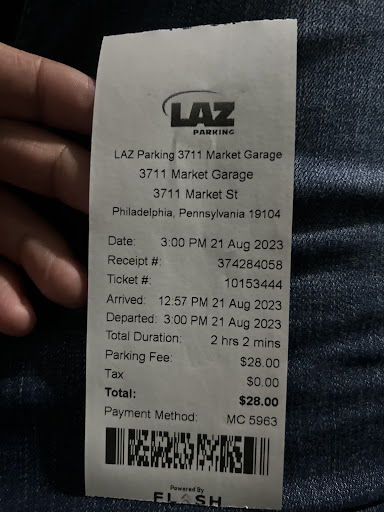 LAZ
PARKING
LAZ Parking 3711 Market Garage
3711 Market Garage
3711 Market St
Philadelphia, Pennsylvania 19104
Date: 3:00 PM 21 Aug 2023
Receipt #: 374284058
Ticket #: 10153444
Arrived: 12:57 PM 21 Aug 2023
Departed: 3:00 PM 21 Aug 2023
Total Duration: 2 hrs 2 mins
Parking Fee: $28.00
Tax $0.00
Total: $28.00
Payment Method: MC 5963
Powered By
FLASH